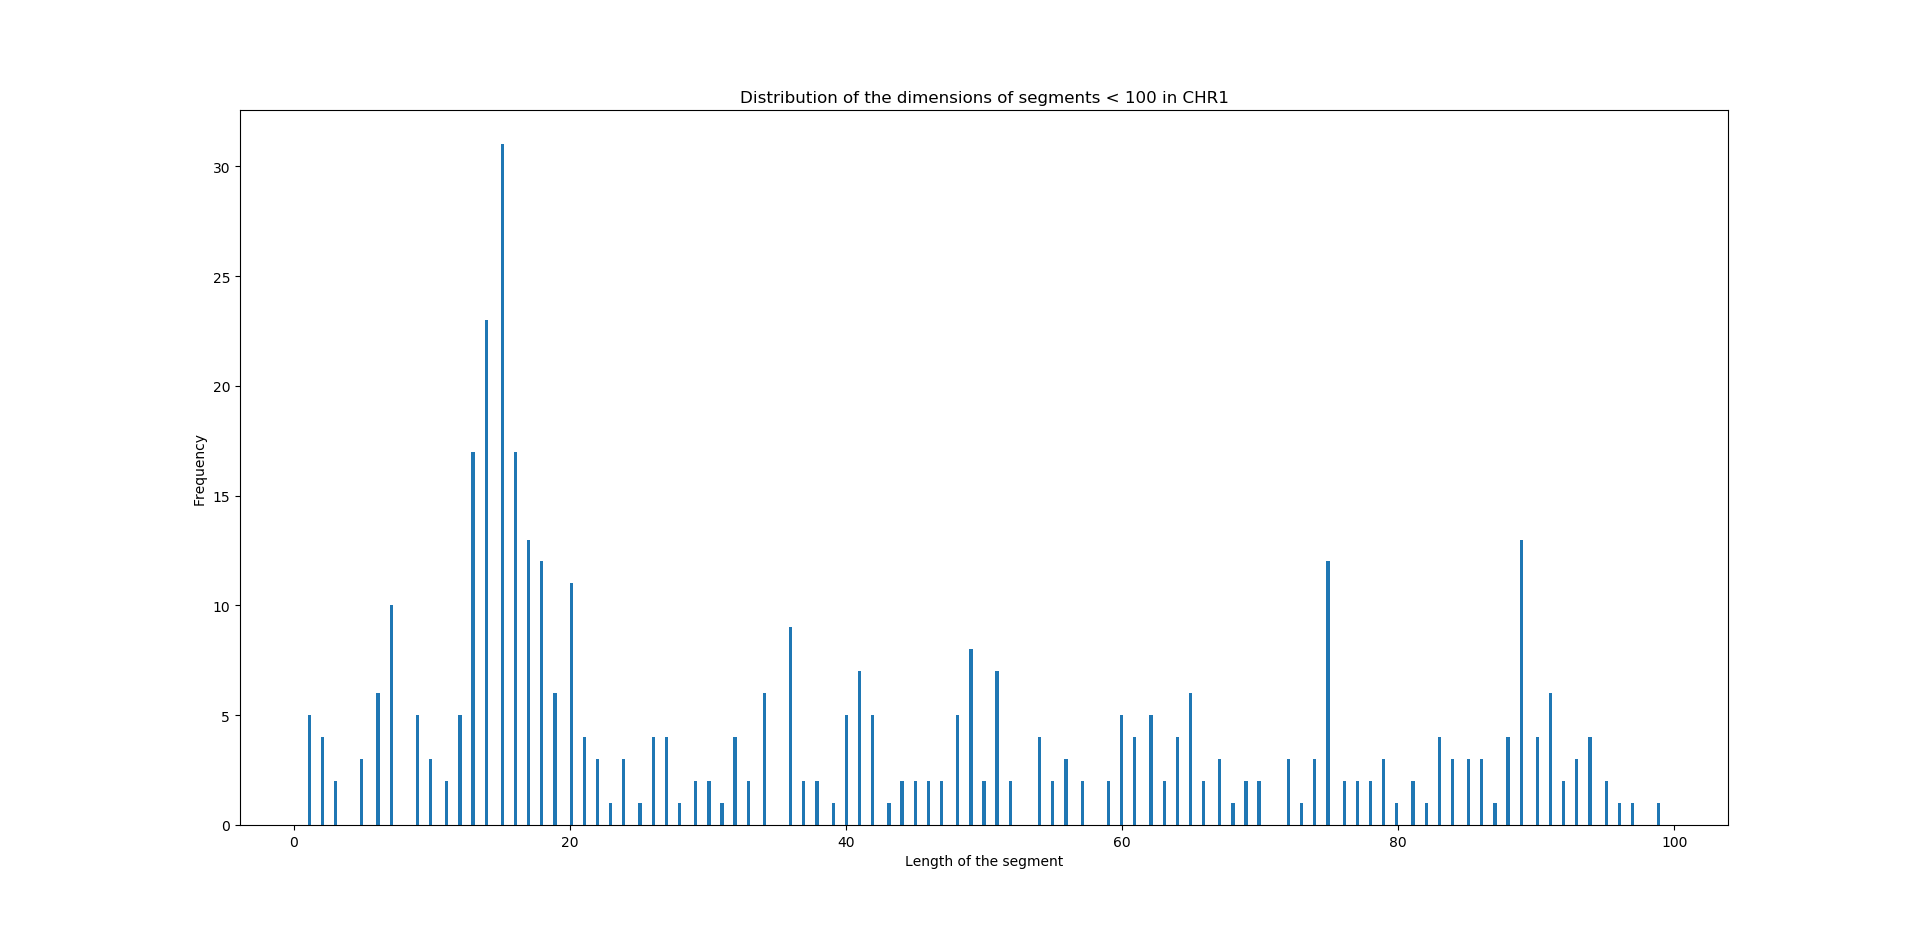 Distribution of the dimensions of segments < 100 in CHR1
30
25
20
15
10
5
0
Frequency
0 20 40 60 80 100
Length of the segment